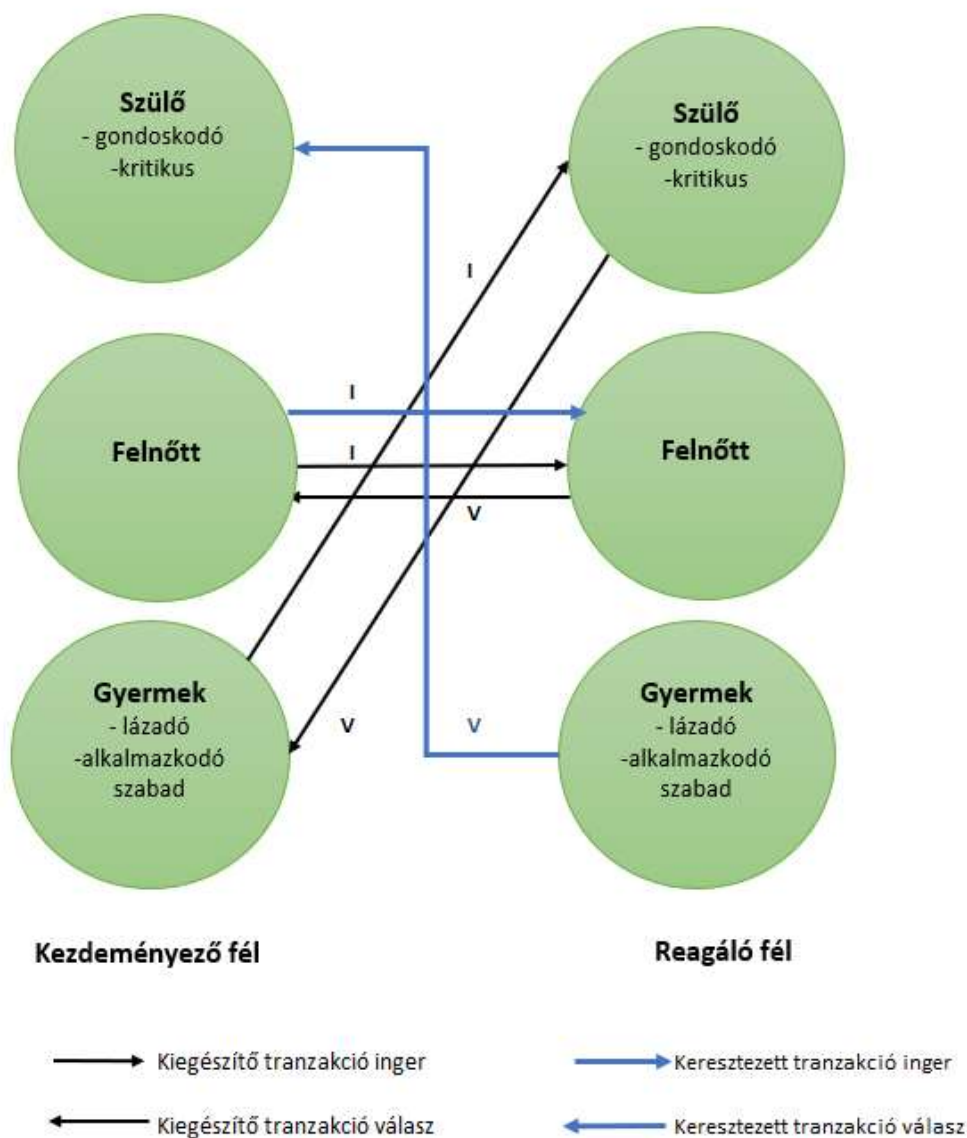 Szülő
- gondoskodó
-kritikus
Szülő
- gondoskodó
-kritikus
I
I
Felnőtt
I
Felnőtt
V
Gyermek
- lázadó
-alkalmazkodó
szabad
V
V
Gyermek
- lázadó
-alkalmazkodó
szabad
Kezdeményező fél
Reagáló fél
Kiegészítő tranzakció inger
Keresztezett tranzakció inger
Kiegészítő tranzakció válasz
Keresztezett tranzakció válasz